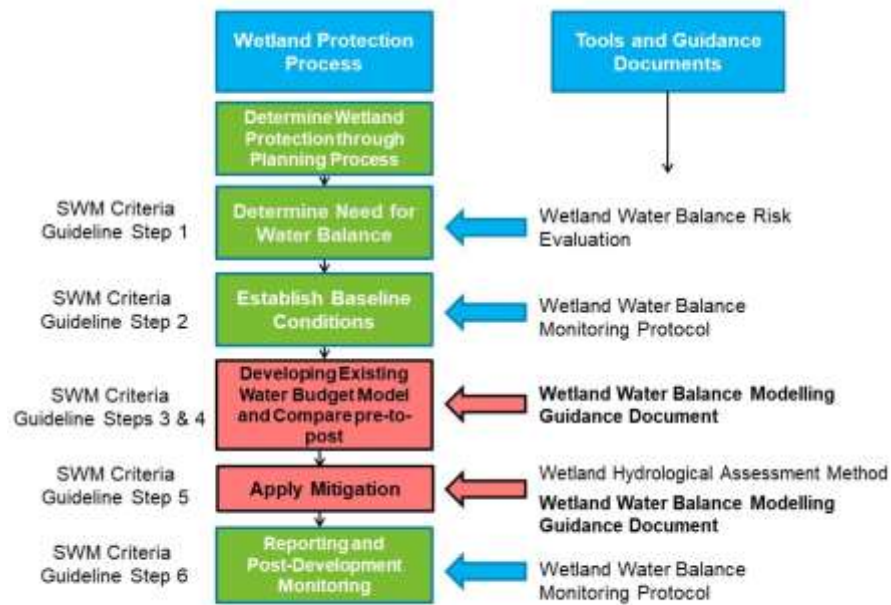 Wetland Protection
Process
Tools and Guidance
Documents
Determine Wetland
Protection through
Planning Process
SWM Criteria
Guideline Step 1
Determine Need for
Water Balance
Wetland Water Balance Risk
Evaluation
SWM Criteria
Guideline Step 2
Establish Baseline
Conditions
Wetland Water Balance
Monitoring Protocol
SWM Criteria
Guideline Steps 3 & 4
Developing Existing
Water Budget Model
and Compare pre-to-
post
Wetland Water Balance Modelling
Guidance Document
SWM Criteria
Guideline Step 5
Apply Mitigation
Wetland Hydrological Assessment Method
Wetland Water Balance Modelling
Guidance Document
SWM Criteria
Guideline Step 6
Reporting and
Post-Development
Monitoring
Wetland Water Balance
Monitoring Protocol